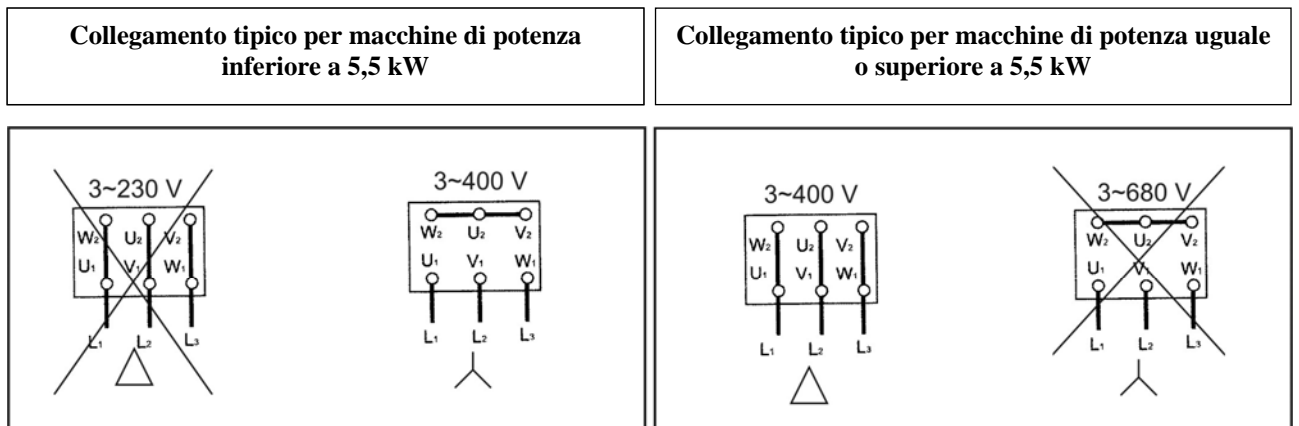 Collegamento tipico per macchine di potenza
inferiore a 5,5 kW
Collegamento tipico per macchine di potenza uguale
o superiore a 5,5 kW
3~230 V
W₂ U₂ V₂
U₁ V₁ W₁
L₁ L₂ L₃
3~400 V
W₂ U₂ V₂
U₁ V₁ W₁
L₁ L₂ L₃
3~400 V
W₂ U₂ V₂
U₁ V₁ W₁
L₁ L₂ L₃
3~680 V
W₂ U₂ V₂
U₁ V₁ W₁
L₁ L₂ L₃